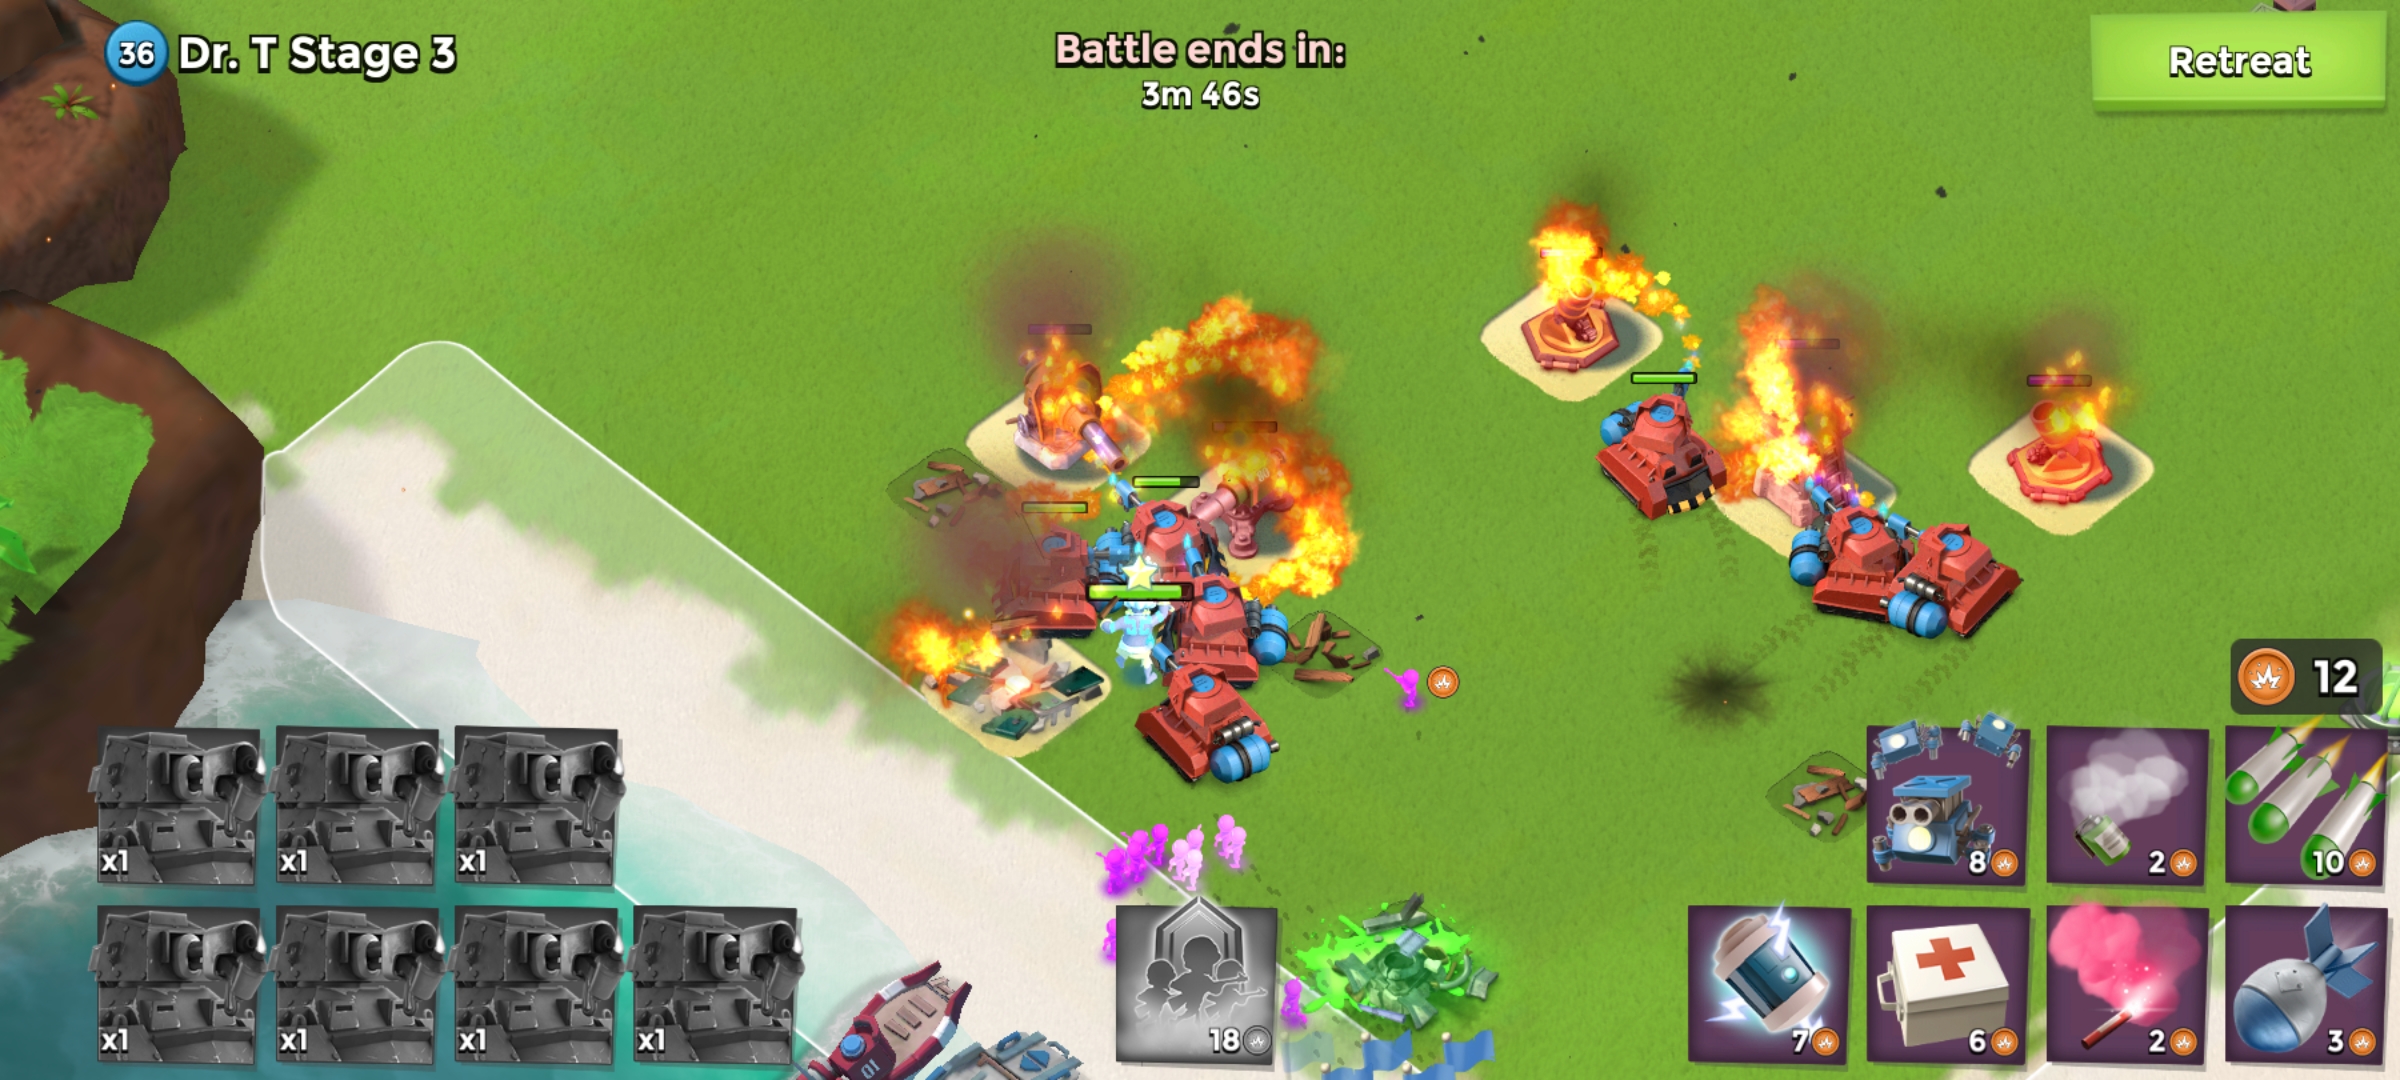 36 Dr. T Stage 3
Battle ends in:
3m 46s
Retreat
12
x1 x1 x1
8 2 10
x1 x1 x1 x1
01
18
7 6 2 3